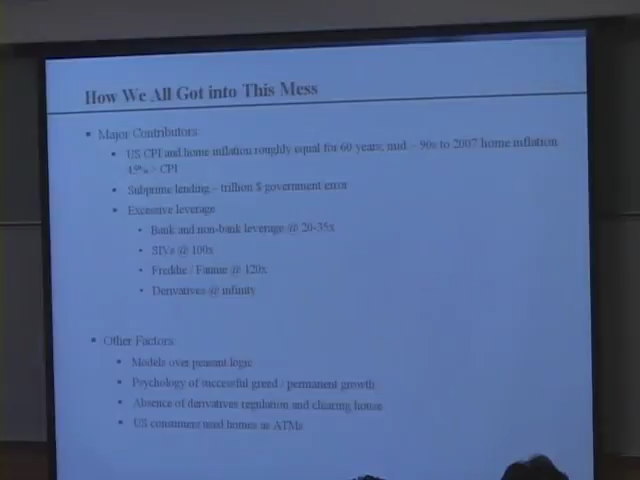 How We All Got into This Mess
Major Contributors
US CPI and home inflation roughly equal for 60 years, mid. – 90s to 2007 home inflation
45% > CPI
Subprime lending – trillion $ government error
Excessive leverage
Bank and non-bank leverage @ 20-35x
SIVs @ 100x
Freddie / Fannie @ 120x
Derivatives @ infinity
Other Factors
Models over peasant logic
Psychology of successful greed / permanent growth
Absence of derivatives regulation and clearing house
US consumers used homes as ATMs